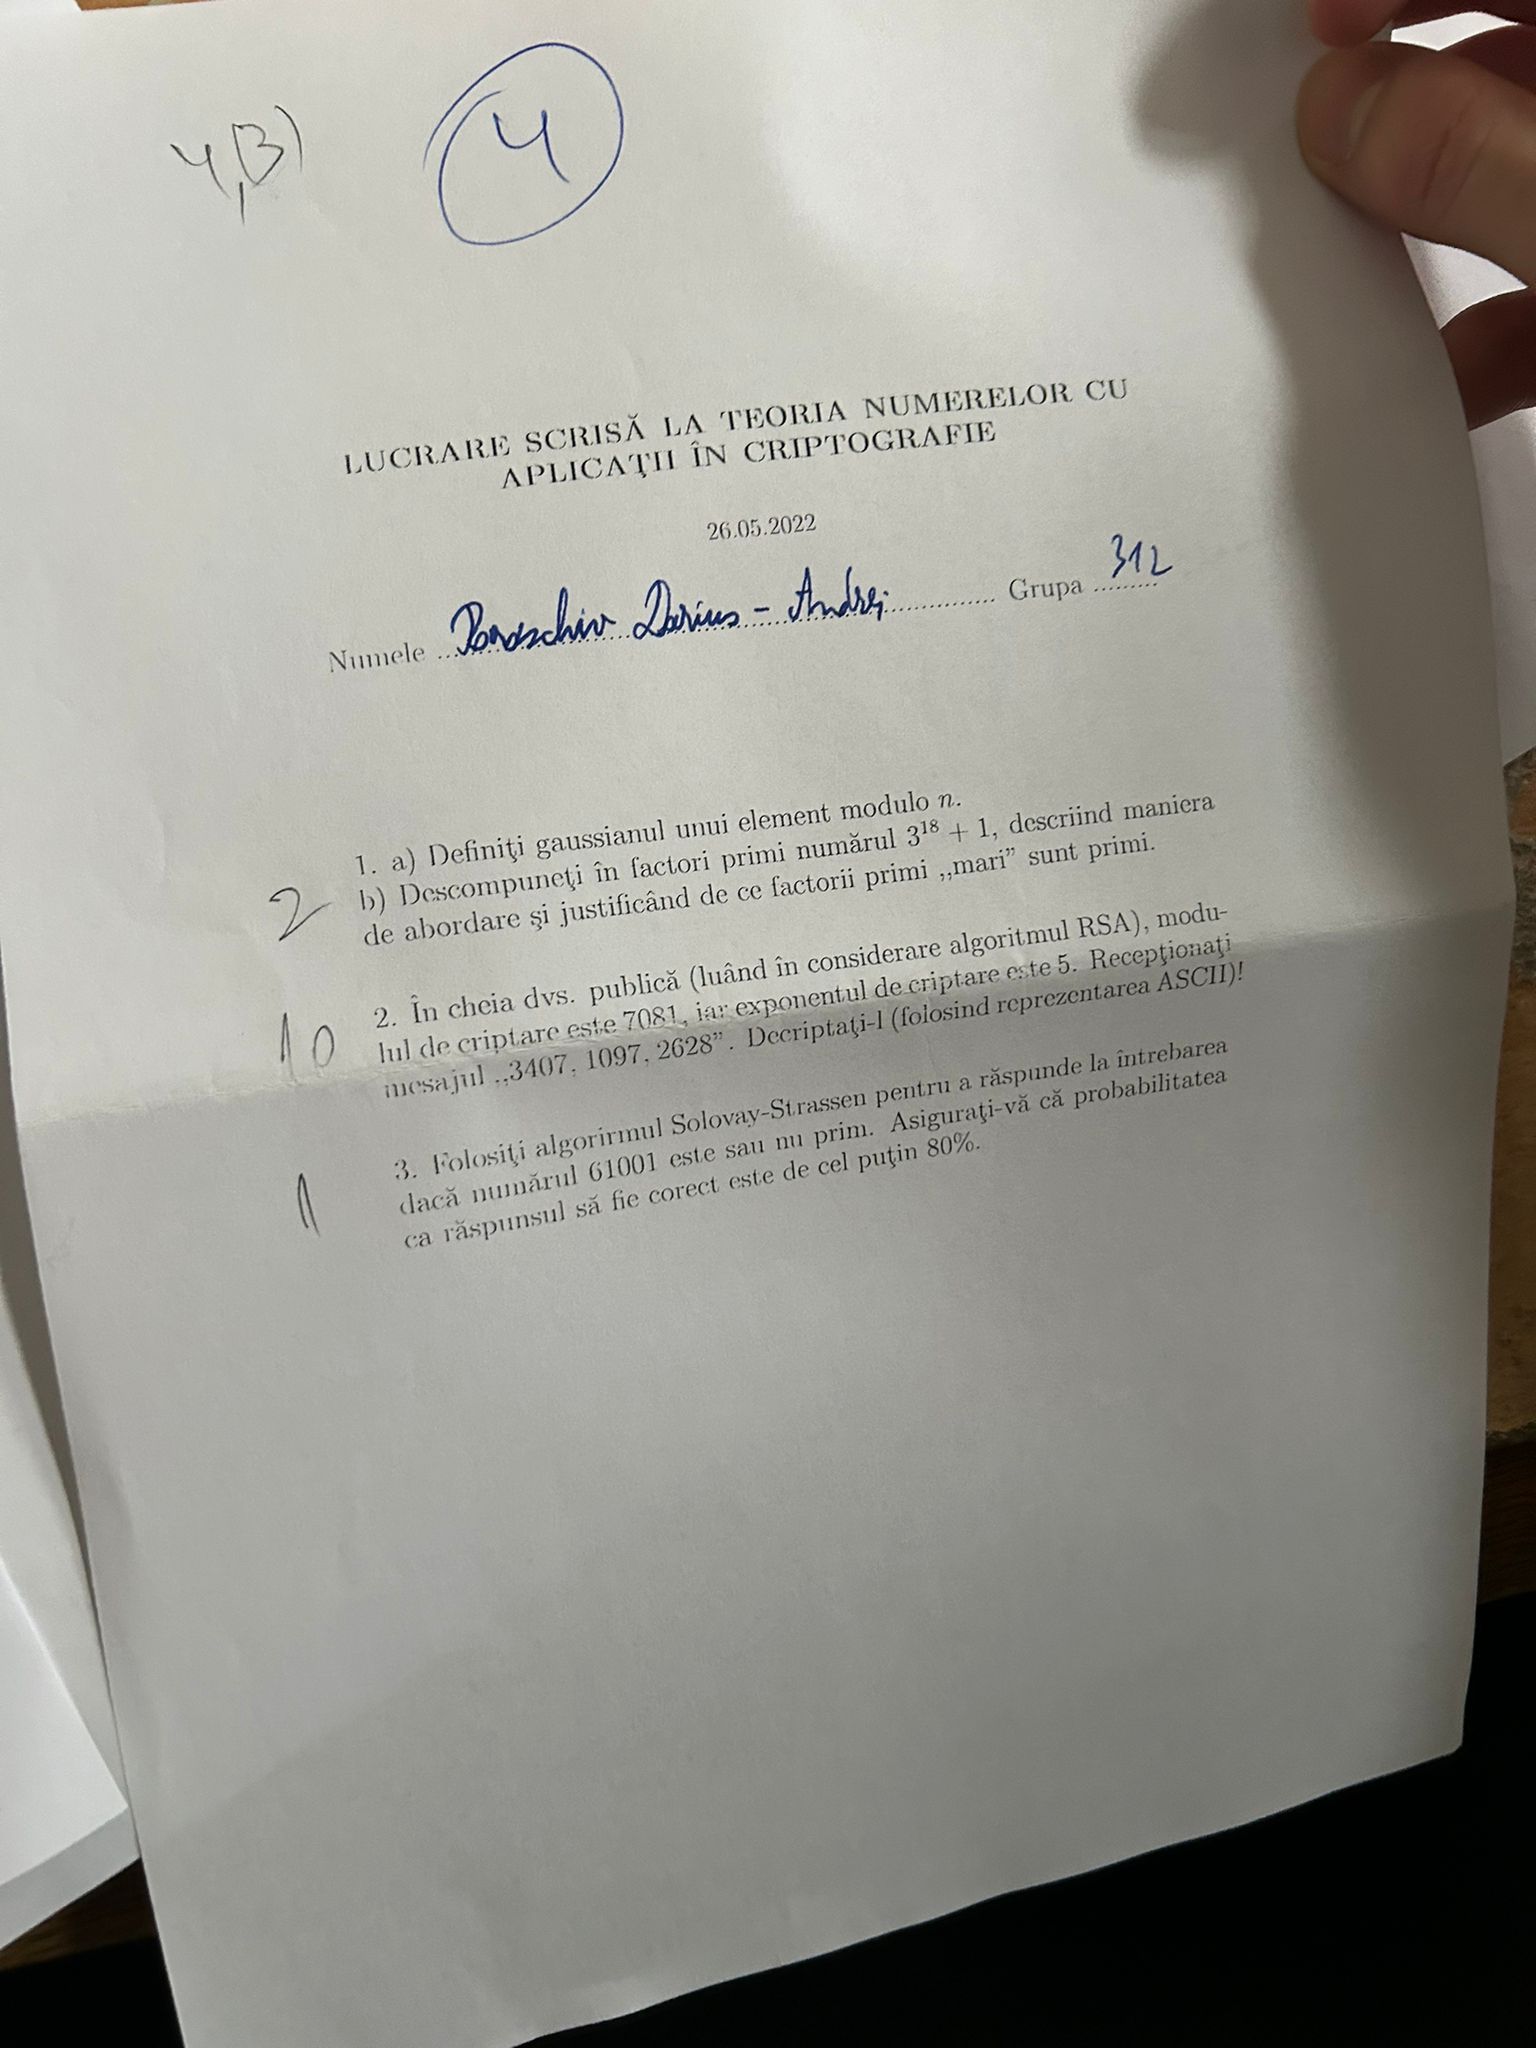 4,(3)
4
LUCRARE SCRISĂ LA TEORIA NUMERELOR CU
APLICAŢII ÎN CRIPTOGRAFIE
26.05.2022
Numele Paraschiv Darius-Andrei Grupa 312
1. a) Definiţi gaussianul unui element modulo n.
2 b) Descompuneţi în factori primi numărul 3^18 + 1, descriind maniera
de abordare şi justificând de ce factorii primi ,,mari” sunt primi.
2. În cheia dvs. publică (luând în considerare algoritmul RSA), modu-
10 lul de criptare este 7081, iar exponentul de criptare este 5. Recepţionaţi
mesajul ,,3407, 1097, 2628”. Decriptaţi-l (folosind reprezentarea ASCII)!
3. Folosiţi algorirmul Solovay-Strassen pentru a răspunde la întrebarea
1 dacă numărul 61001 este sau nu prim. Asiguraţi-vă că probabilitatea
ca răspunsul să fie corect este de cel puţin 80%.